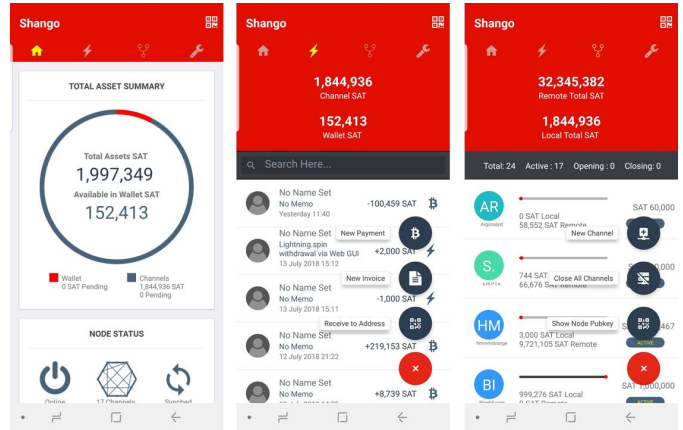 Shango
TOTAL ASSET SUMMARY
Total Assets SAT
1,997,349
Available in Wallet SAT
152,413
Wallet
0 SAT Pending
Channels
1,844,936 SAT
0 Pending
NODE STATUS
Online
17 Channels
Synched
Shango
1,844,936
Channel SAT
152,413
Wallet SAT
Search Here...
No Name Set
No Memo
Yesterday 11:40
-100,459 SAT
No Name Set
Lightning.spin
withdrawal via Web GUI
13 July 2018 15:12
+2,000 SAT
New Payment
No Name Set
No Memo
13 July 2018 15:11
-1,000 SAT
New Invoice
No Name Set
No Memo
12 July 2018 21:22
+219,153 SAT
Receive to Address
No Name Set
No Memo
+8,739 SAT
×
Shango
32,345,382
Remote Total SAT
1,844,936
Local Total SAT
Total: 24 Active : 17 Opening : 0 Closing: 0
AR
0 SAT Local
58,552 SAT Remote
SAT 60,000
New Channel
S.
744 SAT
66,676 SAT Remote
Close All Channels
HM
3,000 SAT Local
9,721,105 SAT Remote
ACTIVE
Show Node Pubkey
BI
999,276 SAT Local
0 SAT Remote
SAT 1,000,000
ACTIVE
×